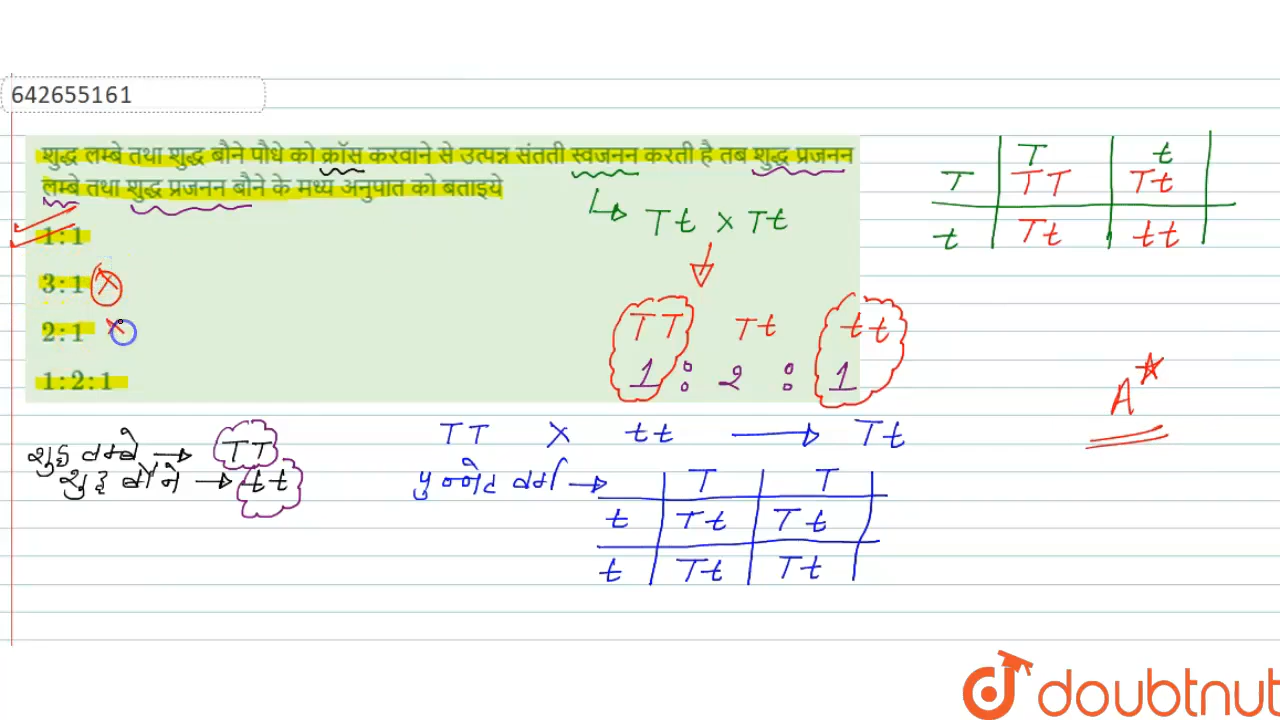 642655161
शुद्ध लम्बे तथा शुद्ध बौने पौधे को क्रॉस करवाने से उत्पन्न संतती स्वजनन करती है तब शुद्ध प्रजनन
लम्बे तथा शुद्ध प्रजनन बौने के मध्य अनुपात को बताइये
1:1
3:1
2:1
1:2:1
Tt x Tt
TT Tt tt
1 : 2 : 1
T t
T TT Tt
t Tt tt
A
शुद्ध लम्बे → TT
शुद्ध बौने → tt
TT x tt → Tt
पुन्नेट वर्ग → T T
t Tt Tt
t Tt Tt
doubtnut